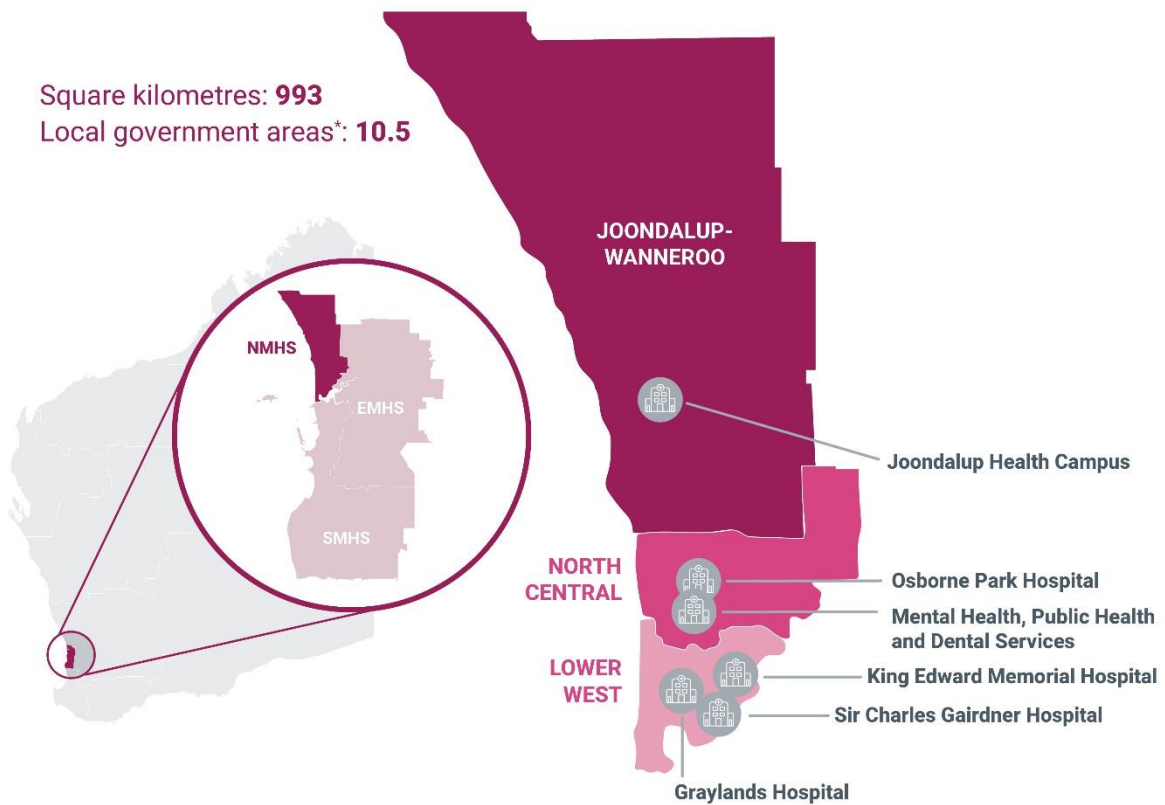 Square kilometres: 993
Local government areas*: 10.5
JOONDALUP-
WANNEROO
NMHS
EMHS
SMHS
Joondalup Health Campus
NORTH
CENTRAL
Osborne Park Hospital
Mental Health, Public Health
and Dental Services
LOWER
WEST
King Edward Memorial Hospital
Sir Charles Gairdner Hospital
Graylands Hospital